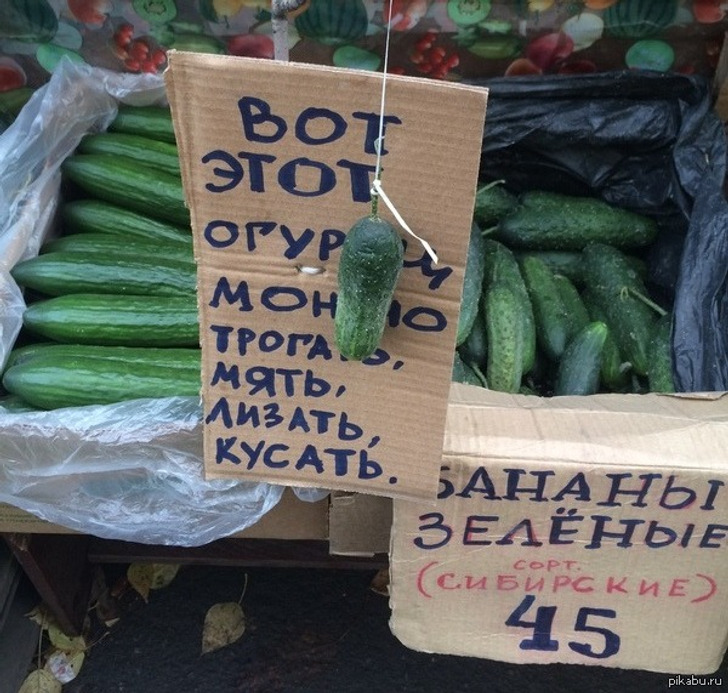 ВОТ
ЭТОТ
ОГУРЕЦ
МОЖНО
ТРОГАТЬ,
МЯТЬ,
ЛИЗАТЬ,
КУСАТЬ.
БАНАНЫ
ЗЕЛЁНЫЕ
СОРТ.
(СИБИРСКИЕ)
45
pikabu.ru